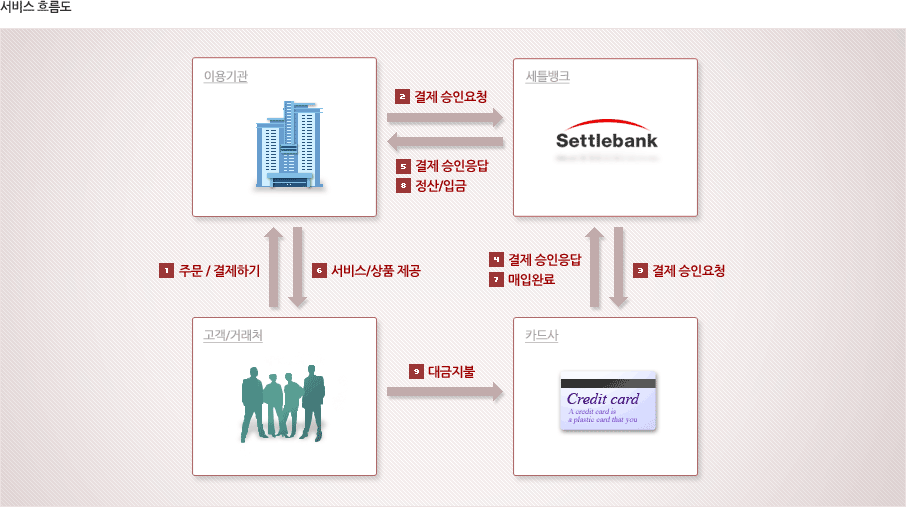 서비스 흐름도
이용기관
세틀뱅크
2 결제 승인요청
Settlebank
5 결제 승인응답
8 정산/입금
1 주문 / 결제하기
6 서비스/상품 제공
4 결제 승인응답
7 매입완료
3 결제 승인요청
고객/거래처
카드사
9 대금지불
Credit card
A credit card is
a plastic card that you